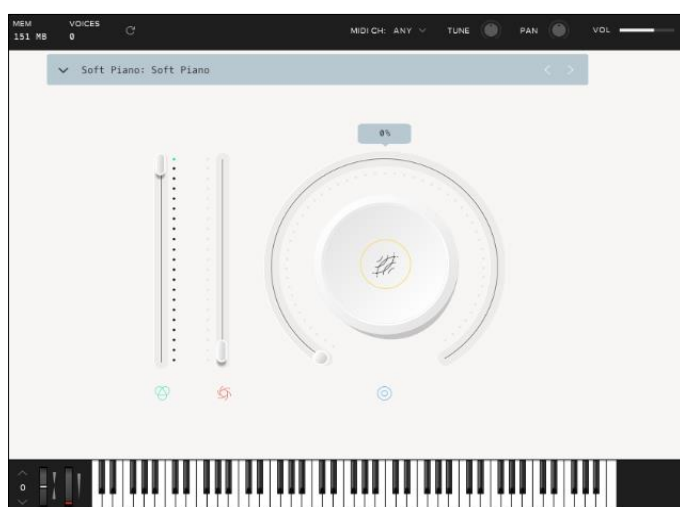 MEM VOICES
151 MB 0
MIDI CH: ANY TUNE PAN VOL
Soft Piano: Soft Piano
0%
0